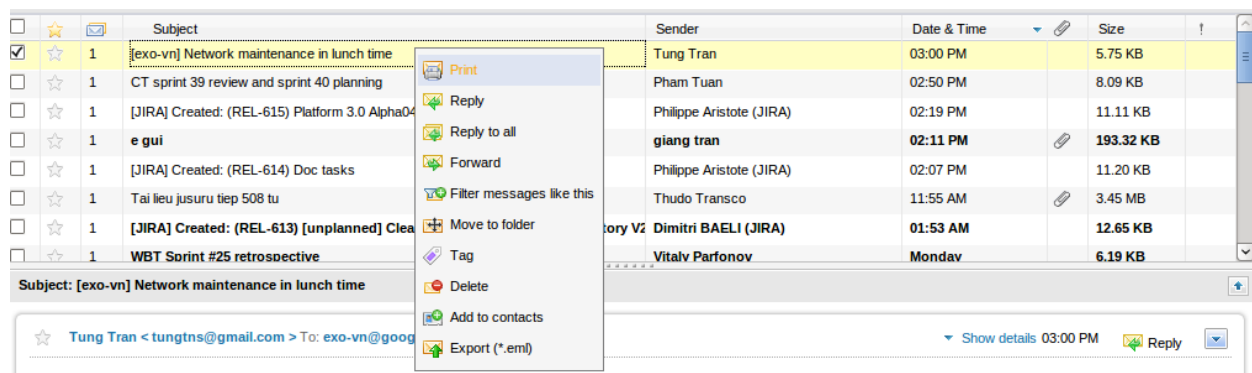 Subject Sender Date & Time Size !
1 [exo-vn] Network maintenance in lunch time Tung Tran 03:00 PM 5.75 KB
1 CT sprint 39 review and sprint 40 planning Pham Tuan 02:50 PM 8.09 KB
1 [JIRA] Created: (REL-615) Platform 3.0 Alpha04 Philippe Aristote (JIRA) 02:19 PM 11.11 KB
1 e gui giang tran 02:11 PM 193.32 KB
1 [JIRA] Created: (REL-614) Doc tasks Philippe Aristote (JIRA) 02:07 PM 11.20 KB
1 Tai lieu jusuru tiep 508 tu Thudo Transco 11:55 AM 3.45 MB
1 [JIRA] Created: (REL-613) [unplanned] Clea tory V2 Dimitri BAELI (JIRA) 01:53 AM 12.65 KB
1 WBT Sprint #25 retrospective Vitaly Parfonov Monday 6.19 KB
Print
Reply
Reply to all
Forward
Filter messages like this
Move to folder
Tag
Delete
Add to contacts
Export (*.eml)
Subject: [exo-vn] Network maintenance in lunch time
Tung Tran < tungtns@gmail.com > To: exo-vn@goog Show details 03:00 PM Reply